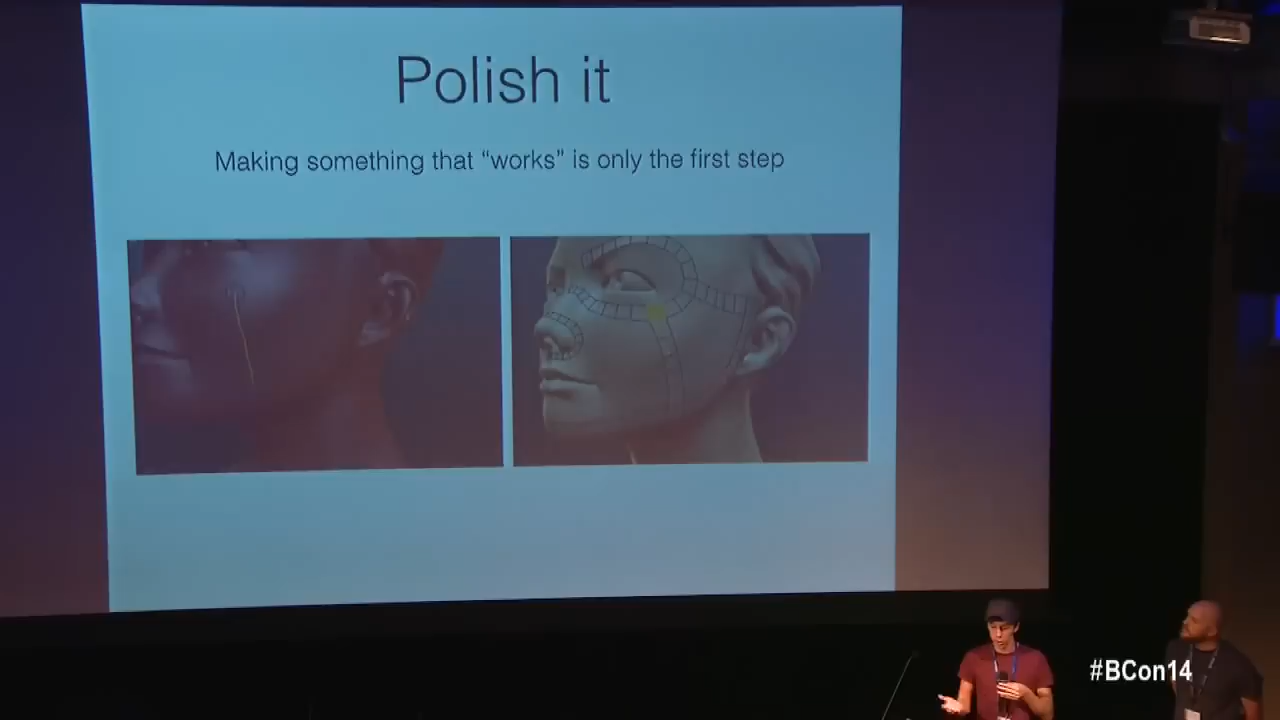 Polish it
Making something that “works” is only the first step
#BCon14